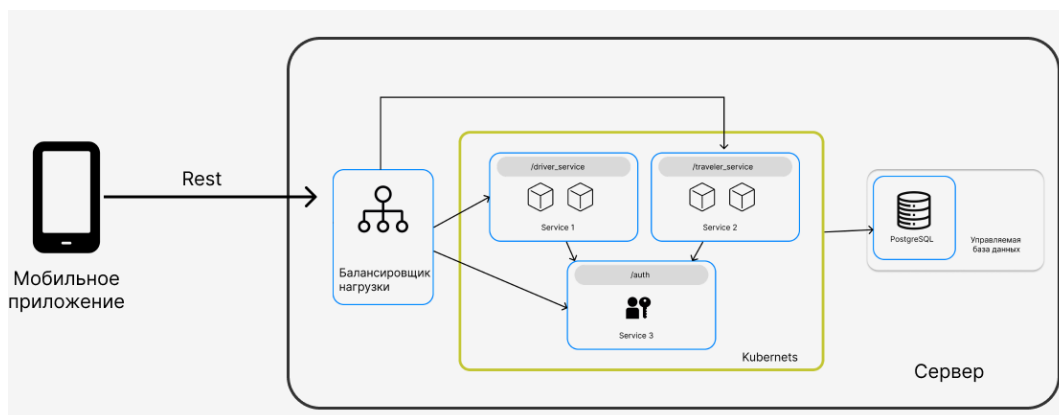 Мобильное
приложение
Rest
Балансировщик
нагрузки
/driver_service
Service 1
/traveler_service
Service 2
/auth
Service 3
Kubernets
PostgreSQL
Управляемая
база данных
Сервер